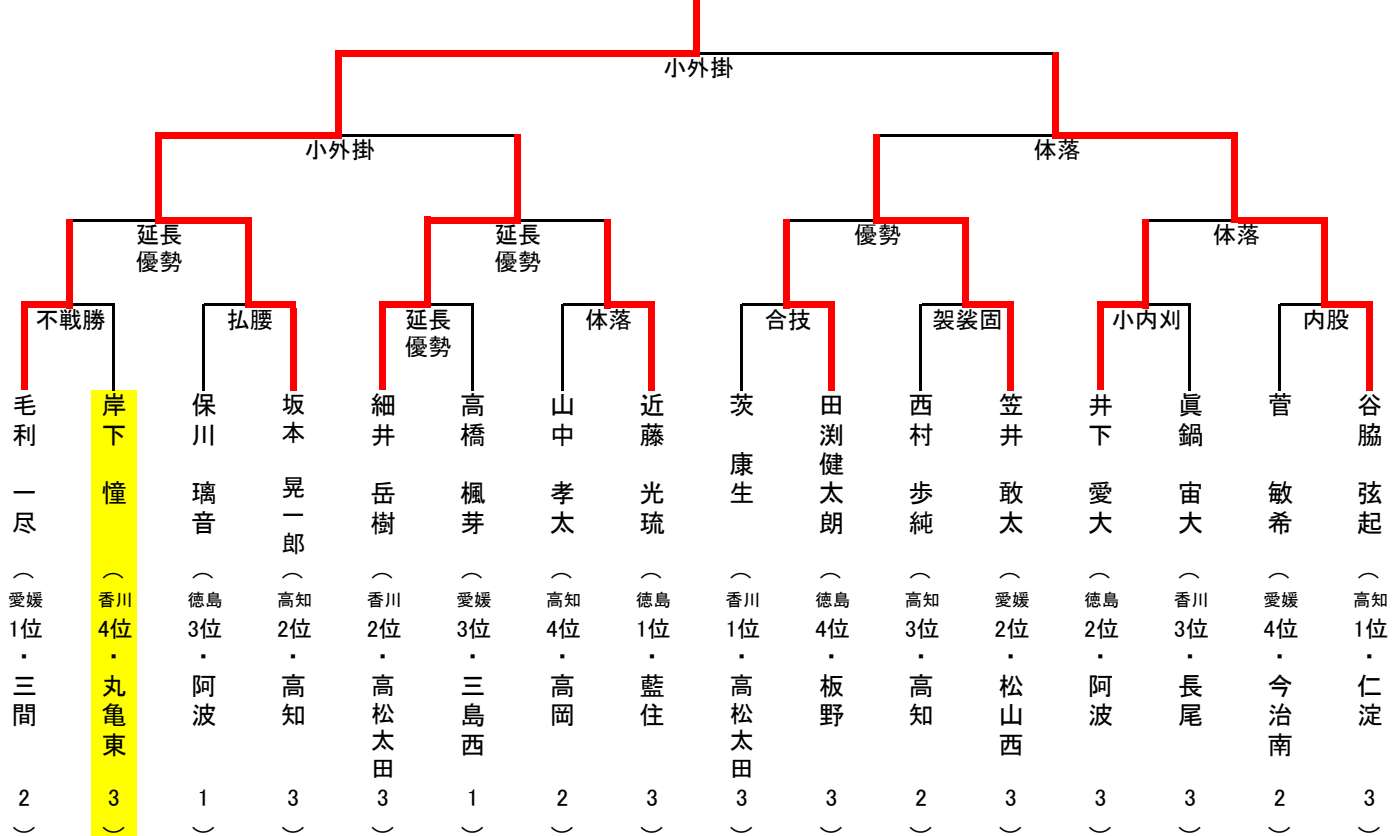 小外掛
小外掛
体落
延長
優勢
延長
優勢
優勢
体落
不戦勝
払腰
延長
優勢
体落
合技
袈裟固
小内刈
内股
毛利 一尽 （愛媛1位・三間 2）
岸下 憧 （香川4位・丸亀東 3）
保川 璃音 （徳島3位・阿波 1）
坂本 晃一郎 （高知2位・高知 3）
細井 岳樹 （香川2位・高松太田 3）
高橋 楓芽 （愛媛3位・三島西 1）
山中 孝太 （高知4位・高岡 2）
近藤 光琉 （徳島1位・藍住 3）
茨 康生 （香川1位・高松太田 3）
田渕健太朗 （徳島4位・板野 3）
西村 歩純 （高知3位・高知 2）
笠井 敢太 （愛媛2位・松山西 3）
井下 愛大 （徳島2位・阿波 3）
眞鍋 宙大 （香川3位・長尾 3）
菅 敏希 （愛媛4位・今治南 2）
谷脇 弦起 （高知1位・仁淀 3）